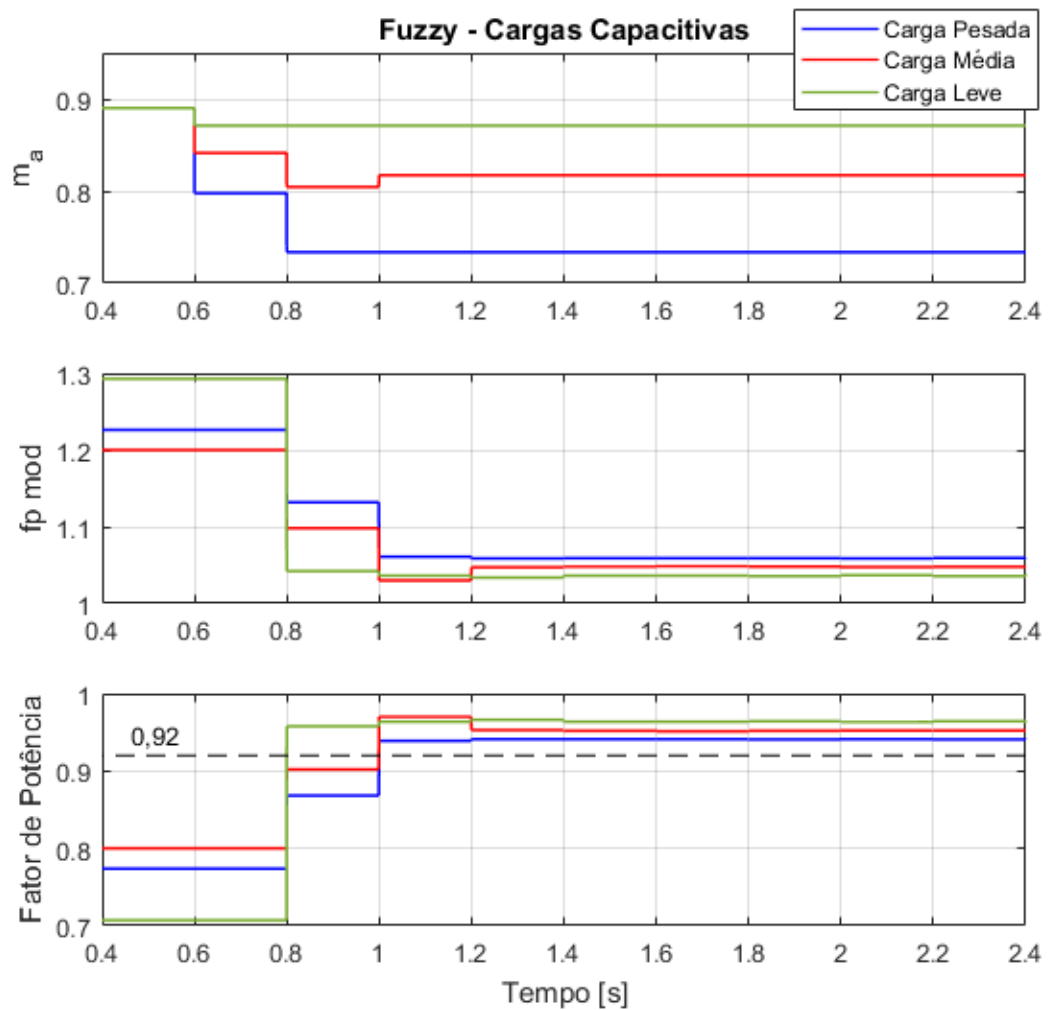 Fuzzy - Cargas Capacitivas
Carga Pesada
Carga Média
Carga Leve
m_a
0.9
0.8
0.7
0.4 0.6 0.8 1 1.2 1.4 1.6 1.8 2 2.2 2.4
fp mod
1.3
1.2
1.1
1
0.4 0.6 0.8 1 1.2 1.4 1.6 1.8 2 2.2 2.4
Fator de Potência
1
0.9
0.8
0.7
0,92
0.4 0.6 0.8 1 1.2 1.4 1.6 1.8 2 2.2 2.4
Tempo [s]